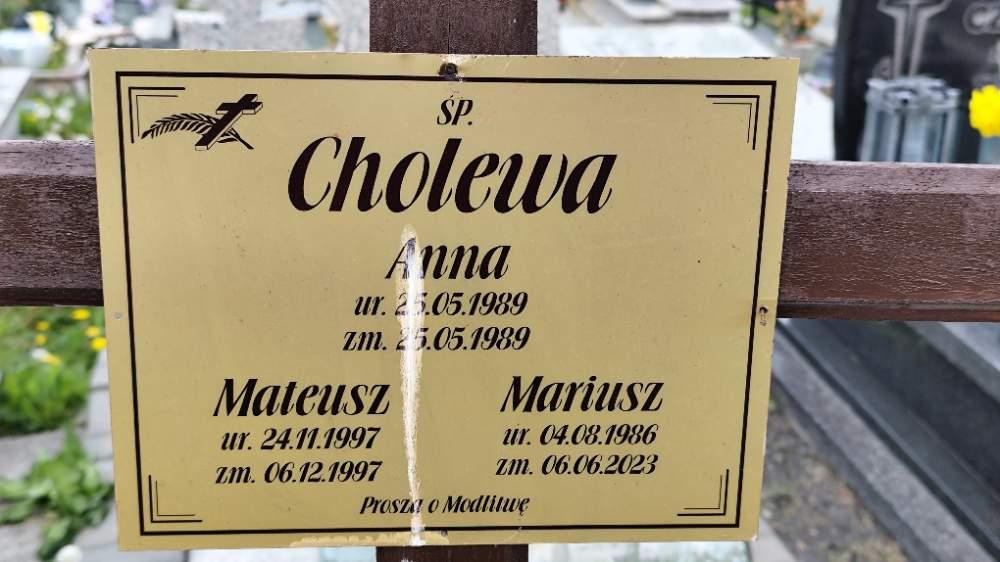 ŚP.
Cholewa
Anna
ur. 25.05.1989
zm. 25.05.1989
Mateusz
ur. 24.11.1997
zm. 06.12.1997
Mariusz
ur. 04.08.1986
zm. 06.06.2023
Proszą o Modlitwę